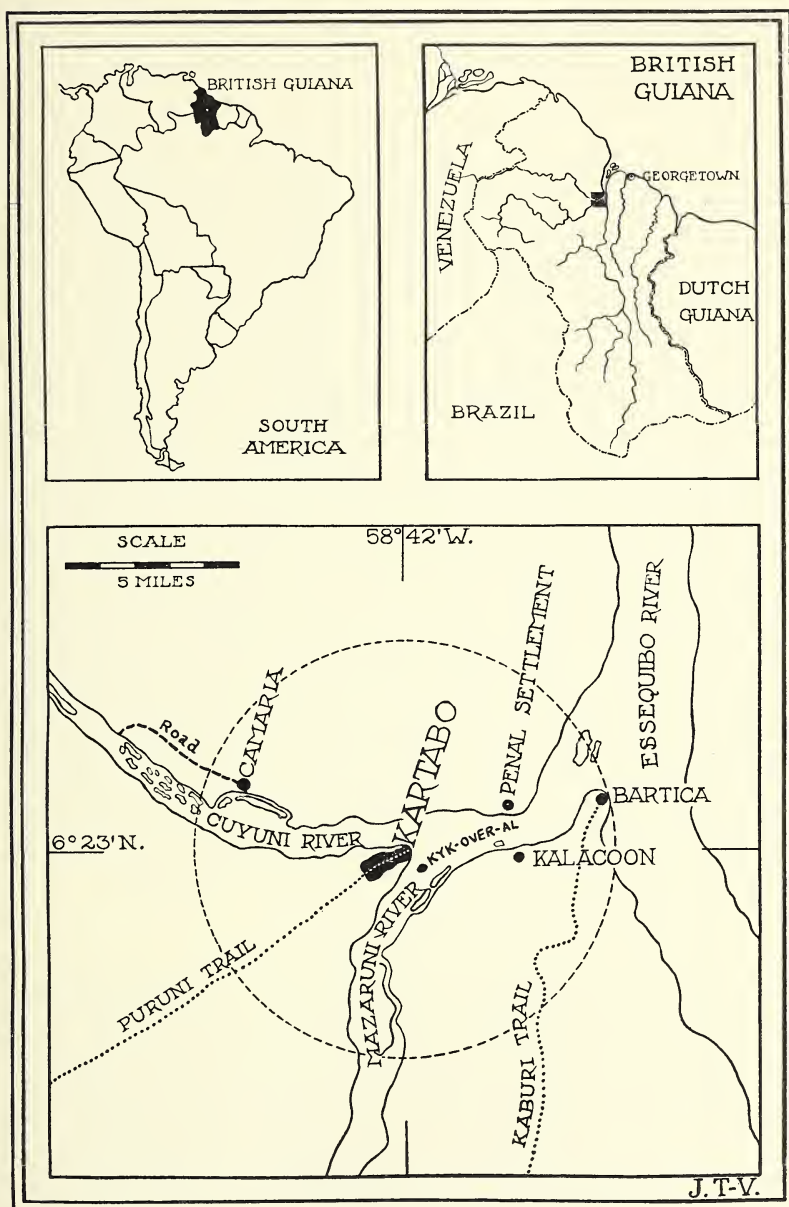 BRITISH GUIANA
SOUTH
AMERICA
BRITISH
GUIANA
GEORGETOWN
VENEZUELA
DUTCH
GUIANA
BRAZIL
SCALE
5 MILES
58°42'W.
PENAL SETTLEMENT
ESSEQUIBO RIVER
Road
CAMARIA
KARTABO
BARTICA
CUYUNI RIVER
6°23'N.
KYK-OVER-AL
KALACOON
MAZARUNI RIVER
PURUNI TRAIL
KABURI TRAIL
J. T-V.